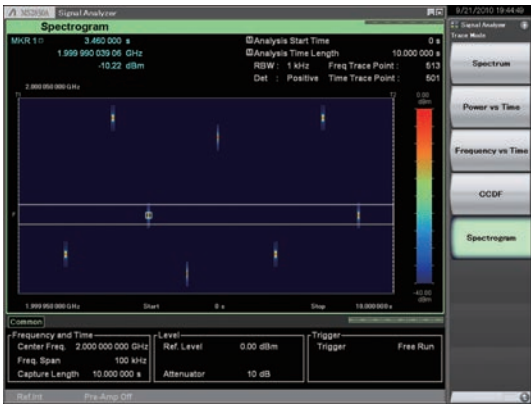 MS2690A Signal Analyzer
9/21/2010 19:44:49
Spectrogram
MKR 1
3.460 000 s
1.999 990 039 06 GHz
-10.22 dBm
Analysis Start Time 0 s
Analysis Time Length 10.000 000 s
RBW : 1 kHz Freq Trace Point : 513
Det : Positive Time Trace Point : 501
2.000 050 000 GHz
T1
T2
0.00
dBm
F
-40.00
dBm
1.999 950 000 GHz Start 0 s Stop 10.000 000 s
Common
Frequency and Time
Center Freq. 2.000 000 000 GHz
Freq. Span 100 kHz
Capture Length 10.000 000 s
Level
Ref. Level 0.00 dBm
Attenuator 10 dB
Trigger
Trigger Free Run
Ref.Int Pre-Amp Off
Signal Analyzer
Trace Mode
Spectrum
Power vs Time
Frequency vs Time
CCDF
Spectrogram